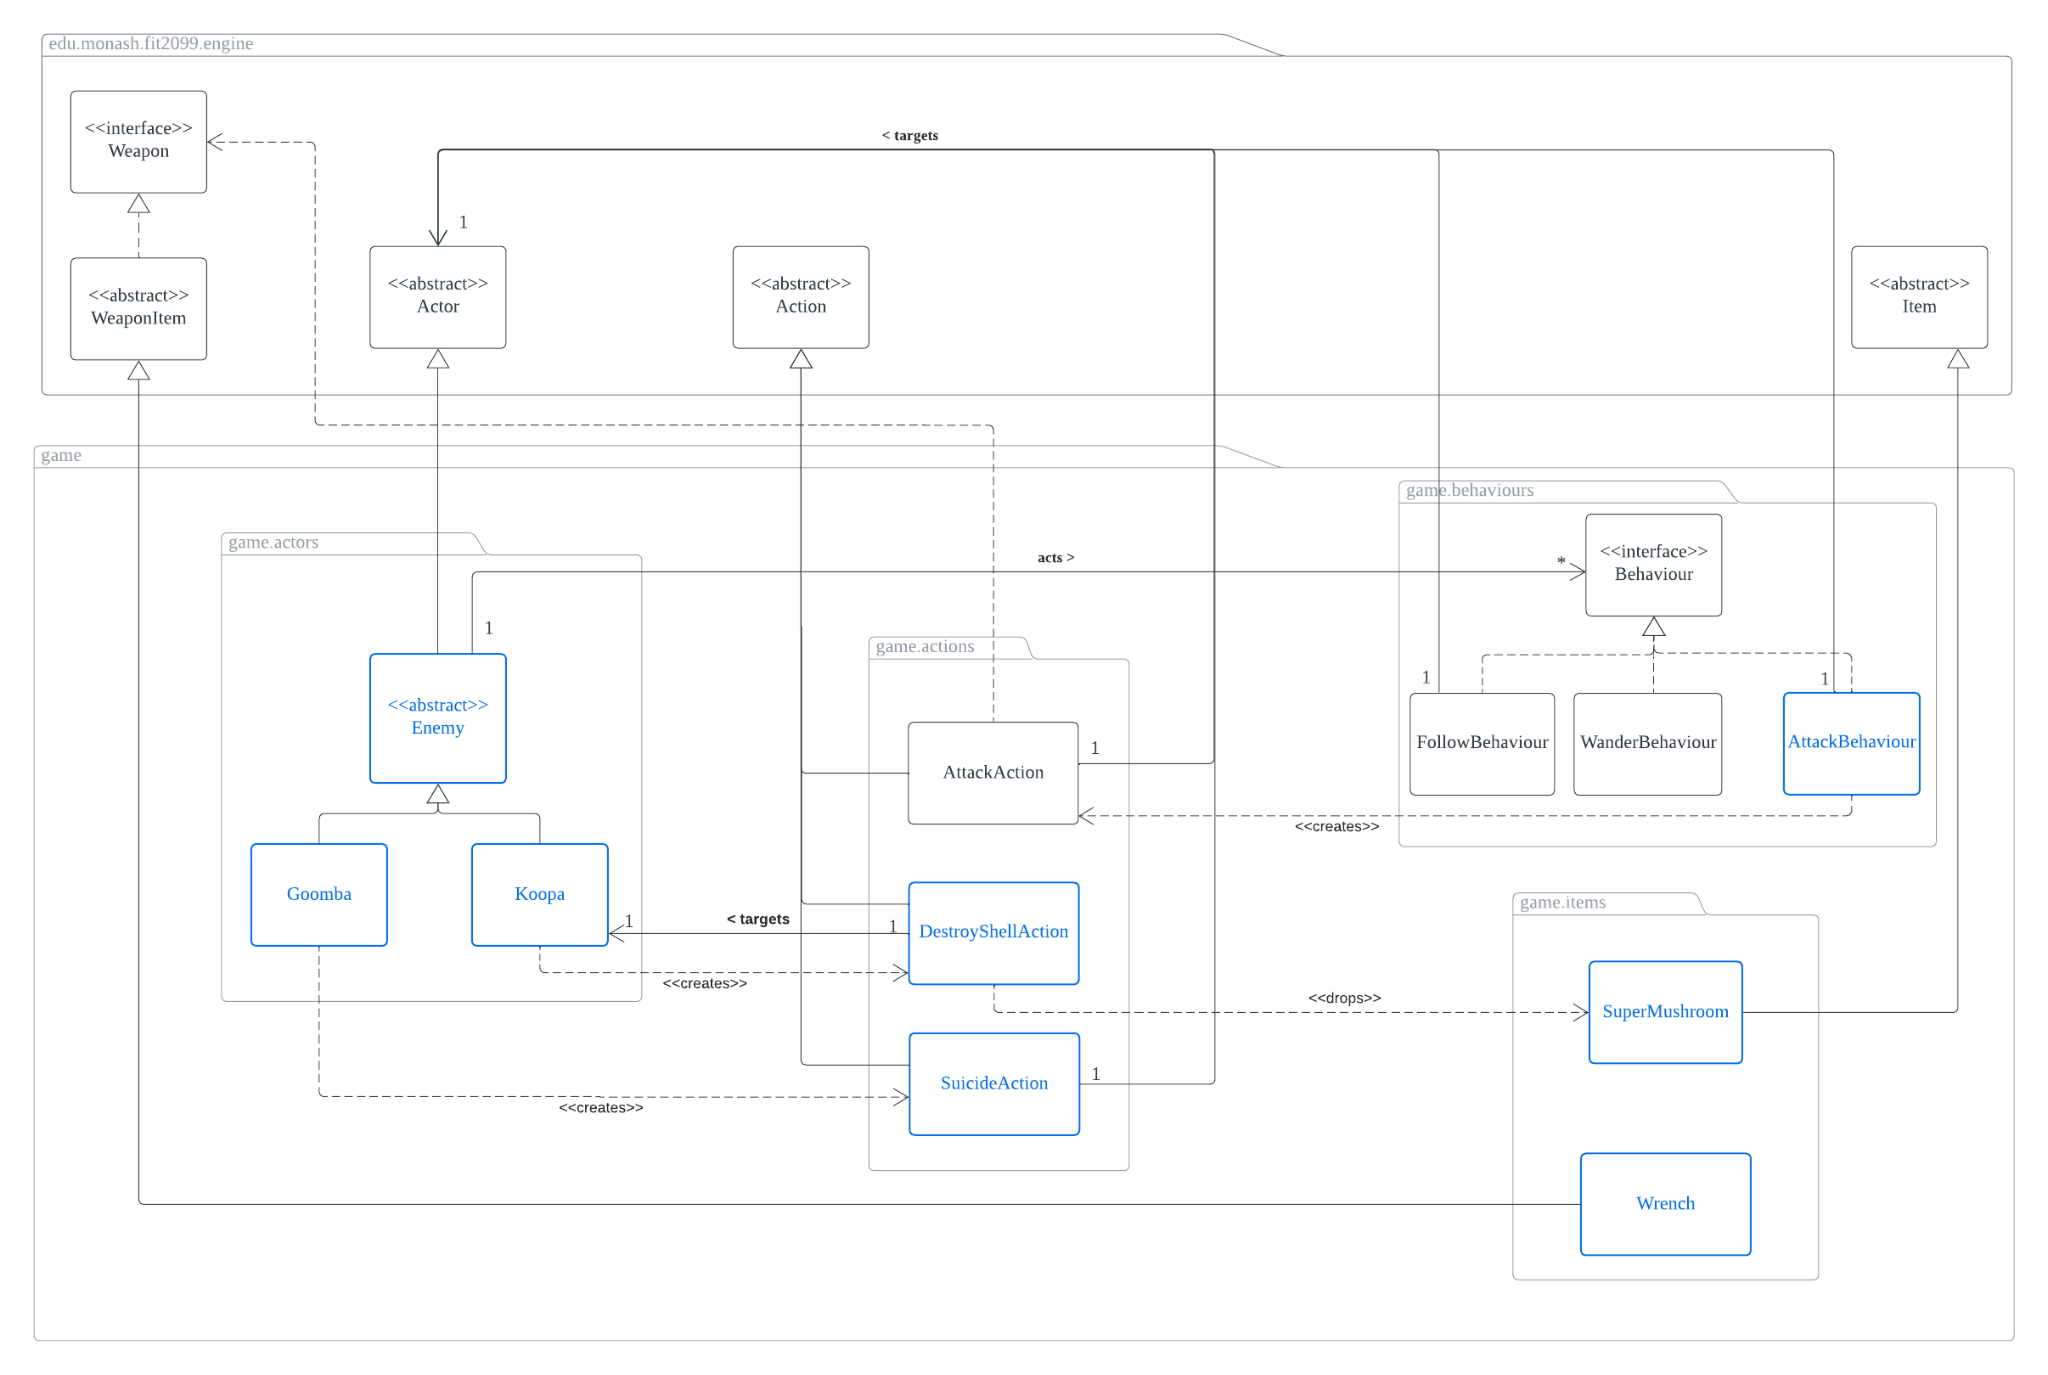 edu.monash.fit2099.engine
<<interface>>
Weapon
< targets
1
<<abstract>>
WeaponItem
<<abstract>>
Actor
<<abstract>>
Action
<<abstract>>
Item
game
game.behaviours
game.actors
acts >
*
<<interface>>
Behaviour
1
game.actions
1
1
<<abstract>>
Enemy
FollowBehaviour
WanderBehaviour
AttackBehaviour
1
AttackAction
<<creates>>
Goomba
Koopa
game.items
1
< targets
1
DestroyShellAction
<<creates>>
<<drops>>
SuperMushroom
1
SuicideAction
<<creates>>
Wrench